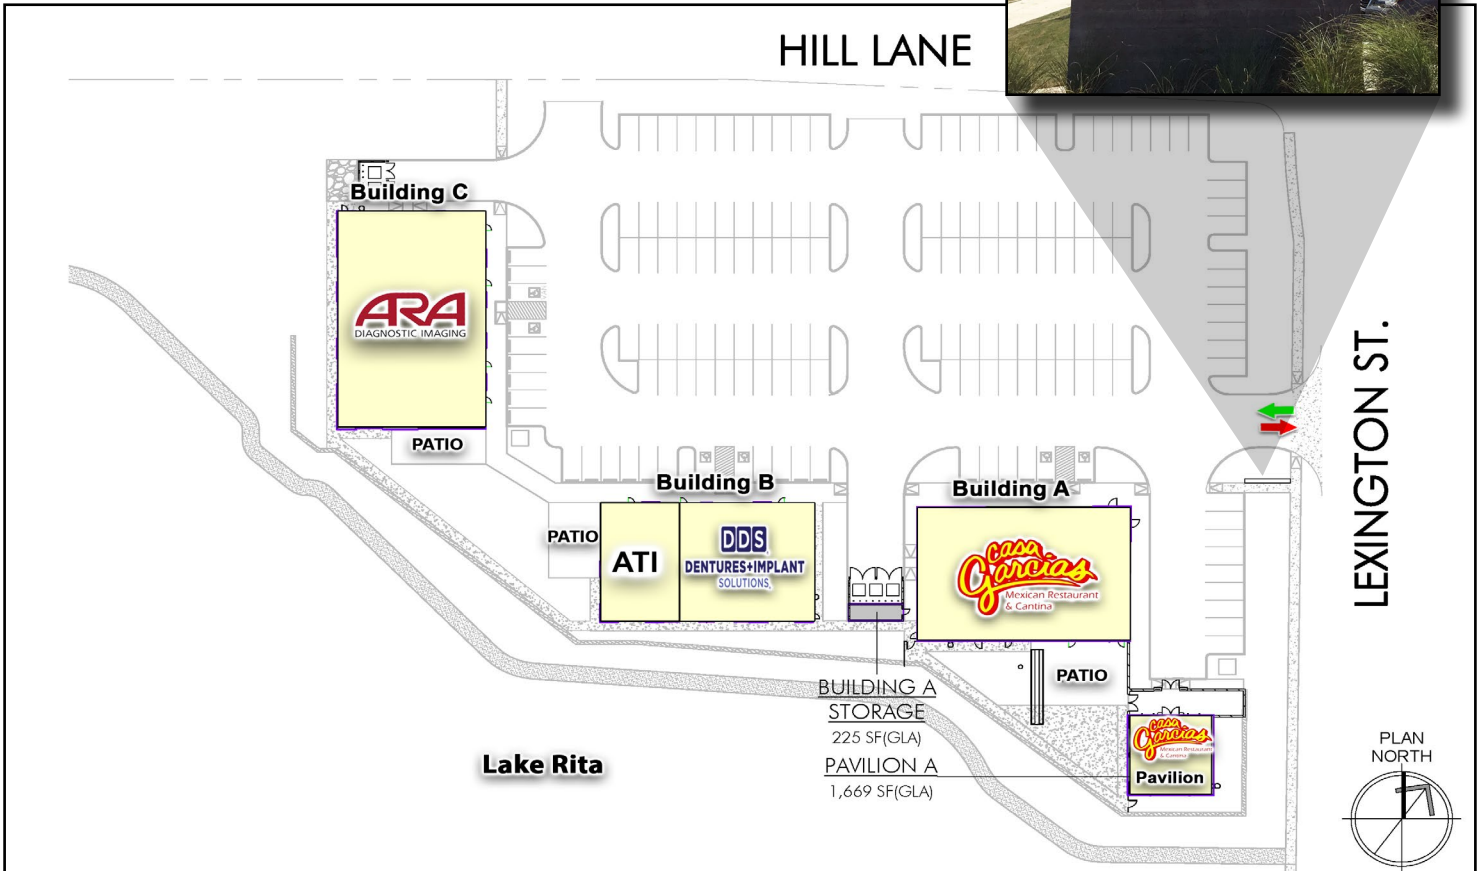 HILL LANE
Building C
ARA
DIAGNOSTIC IMAGING
PATIO
LEXINGTON ST.
Building B
Building A
PATIO
ATI
DDS
DENTURES+IMPLANT
SOLUTIONS
Casa
Garcias
Mexican Restaurant
& Cantina
PATIO
BUILDING A
STORAGE
225 SF(GLA)
PAVILION A
1,669 SF(GLA)
Casa
Garcias
Mexican Restaurant
& Cantina
Pavilion
Lake Rita
PLAN
NORTH